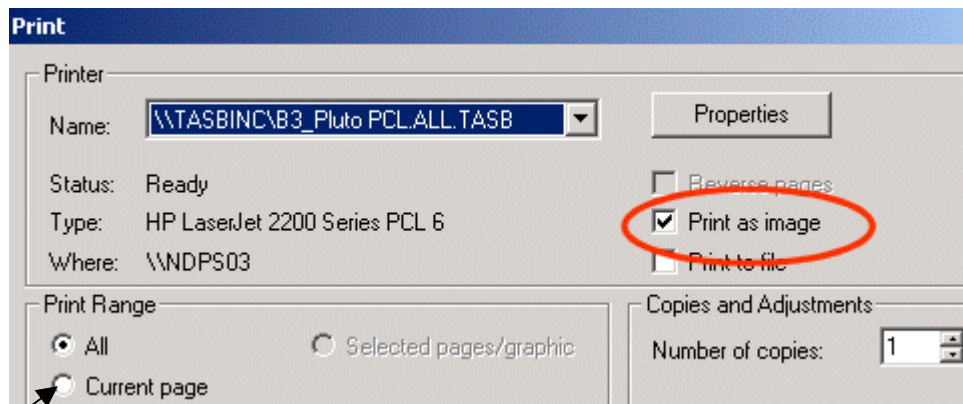 Print
Printer
Name: \\TASBINC\B3_Pluto PCL.ALL.TASB Properties
Status: Ready Reverse pages
Type: HP LaserJet 2200 Series PCL 6 Print as image
Where: \\NDPS03 Print to file
Print Range Copies and Adjustments
All Selected pages/graphic Number of copies: 1
Current page